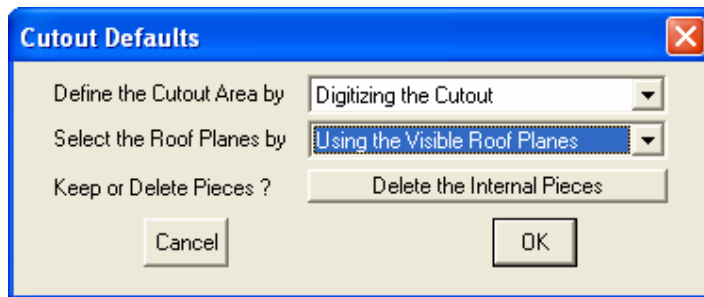 Cutout Defaults
Define the Cutout Area by Digitizing the Cutout
Select the Roof Planes by Using the Visible Roof Planes
Keep or Delete Pieces ? Delete the Internal Pieces
Cancel OK